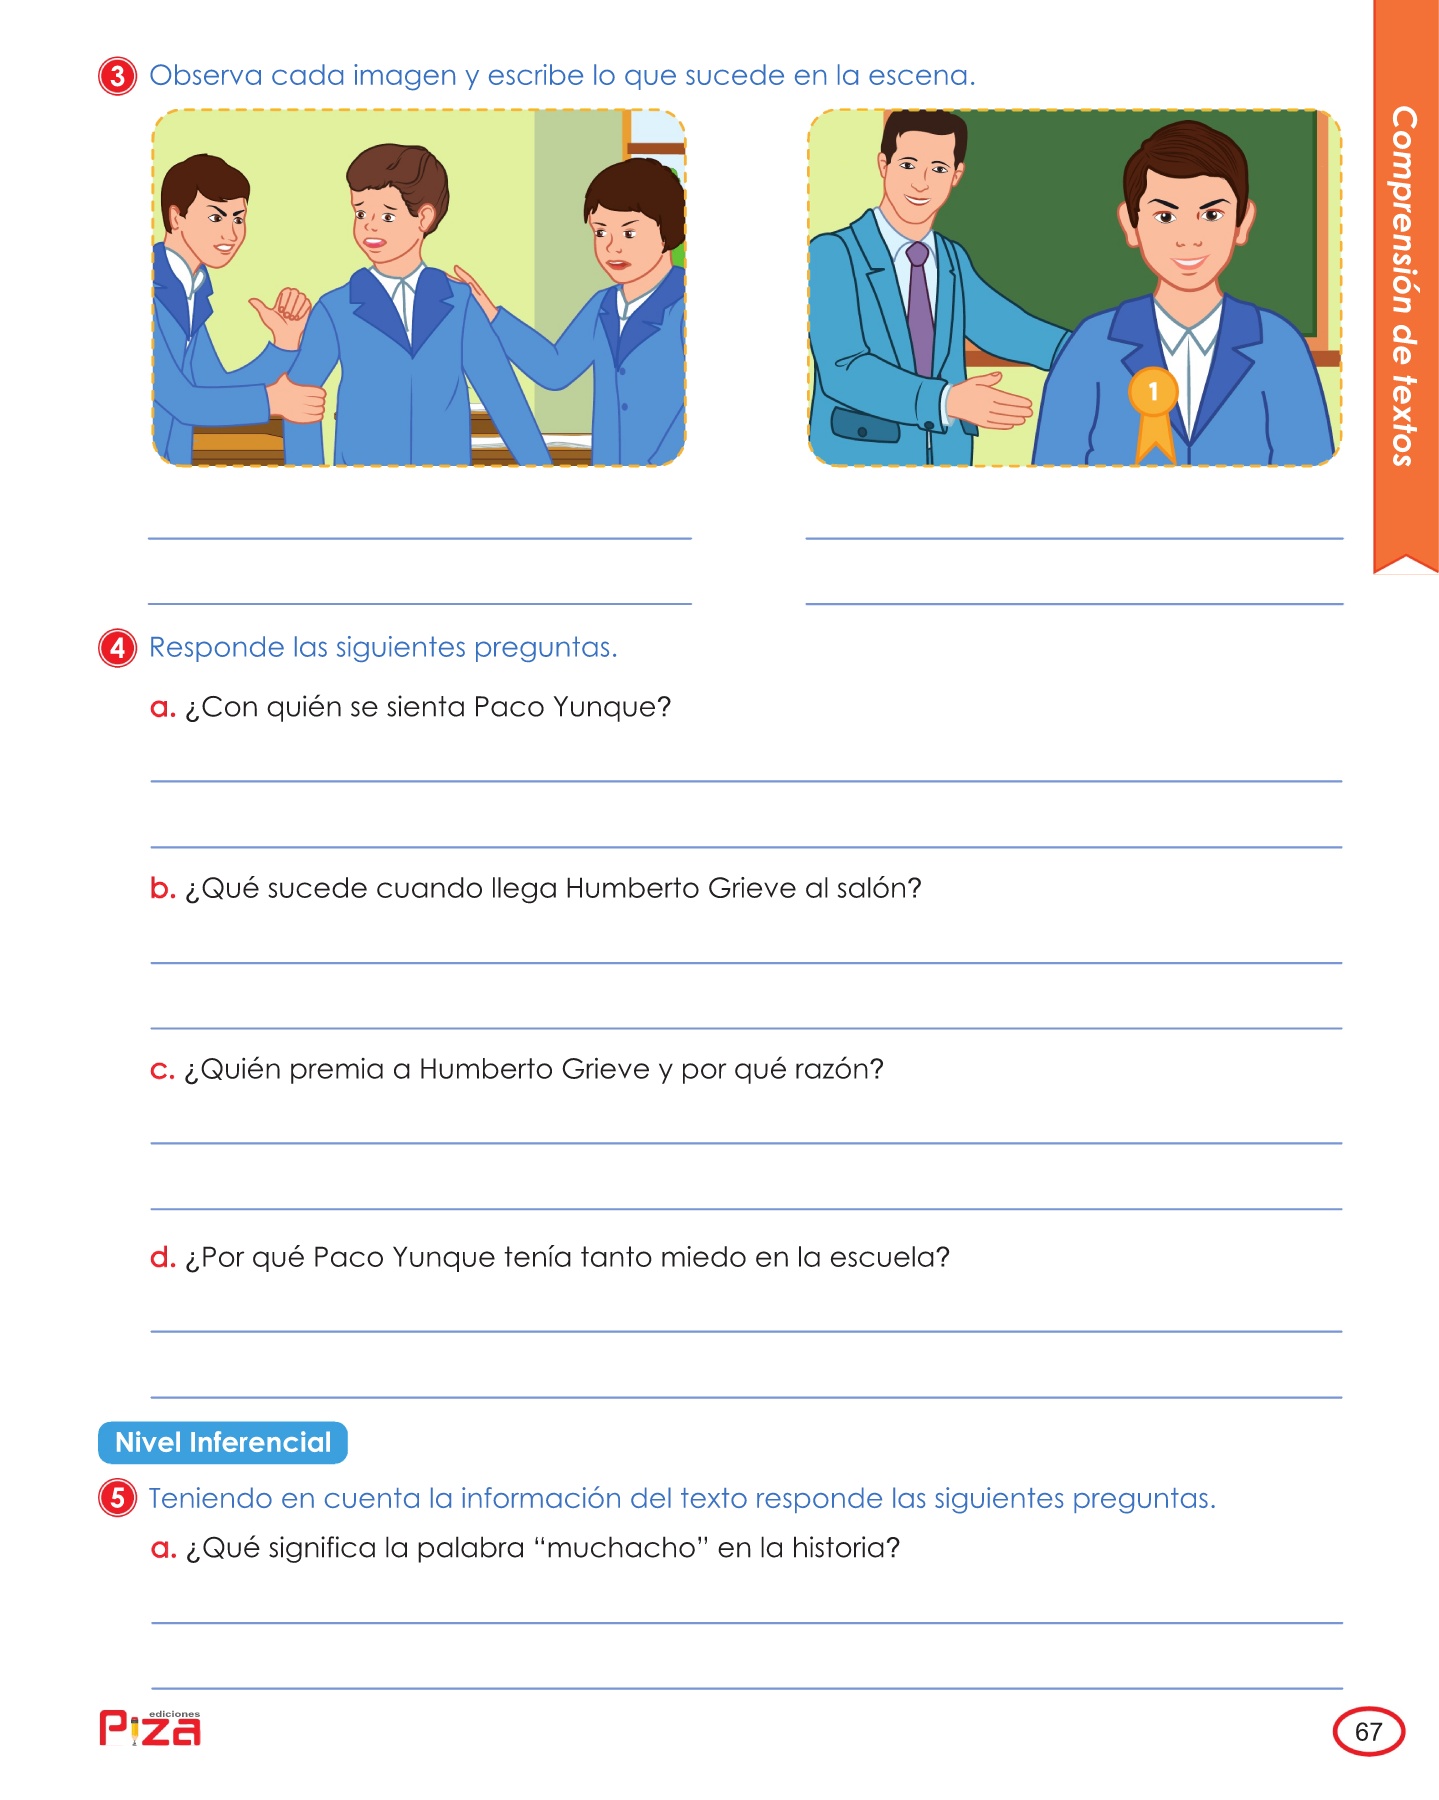 3 Observa cada imagen y escribe lo que sucede en la escena.
1
Comprensión de textos
4 Responde las siguientes preguntas.
a. ¿Con quién se sienta Paco Yunque?
b. ¿Qué sucede cuando llega Humberto Grieve al salón?
c. ¿Quién premia a Humberto Grieve y por qué razón?
d. ¿Por qué Paco Yunque tenía tanto miedo en la escuela?
Nivel Inferencial
5 Teniendo en cuenta la información del texto responde las siguientes preguntas.
a. ¿Qué significa la palabra “muchacho” en la historia?
ediciones
Piza
67